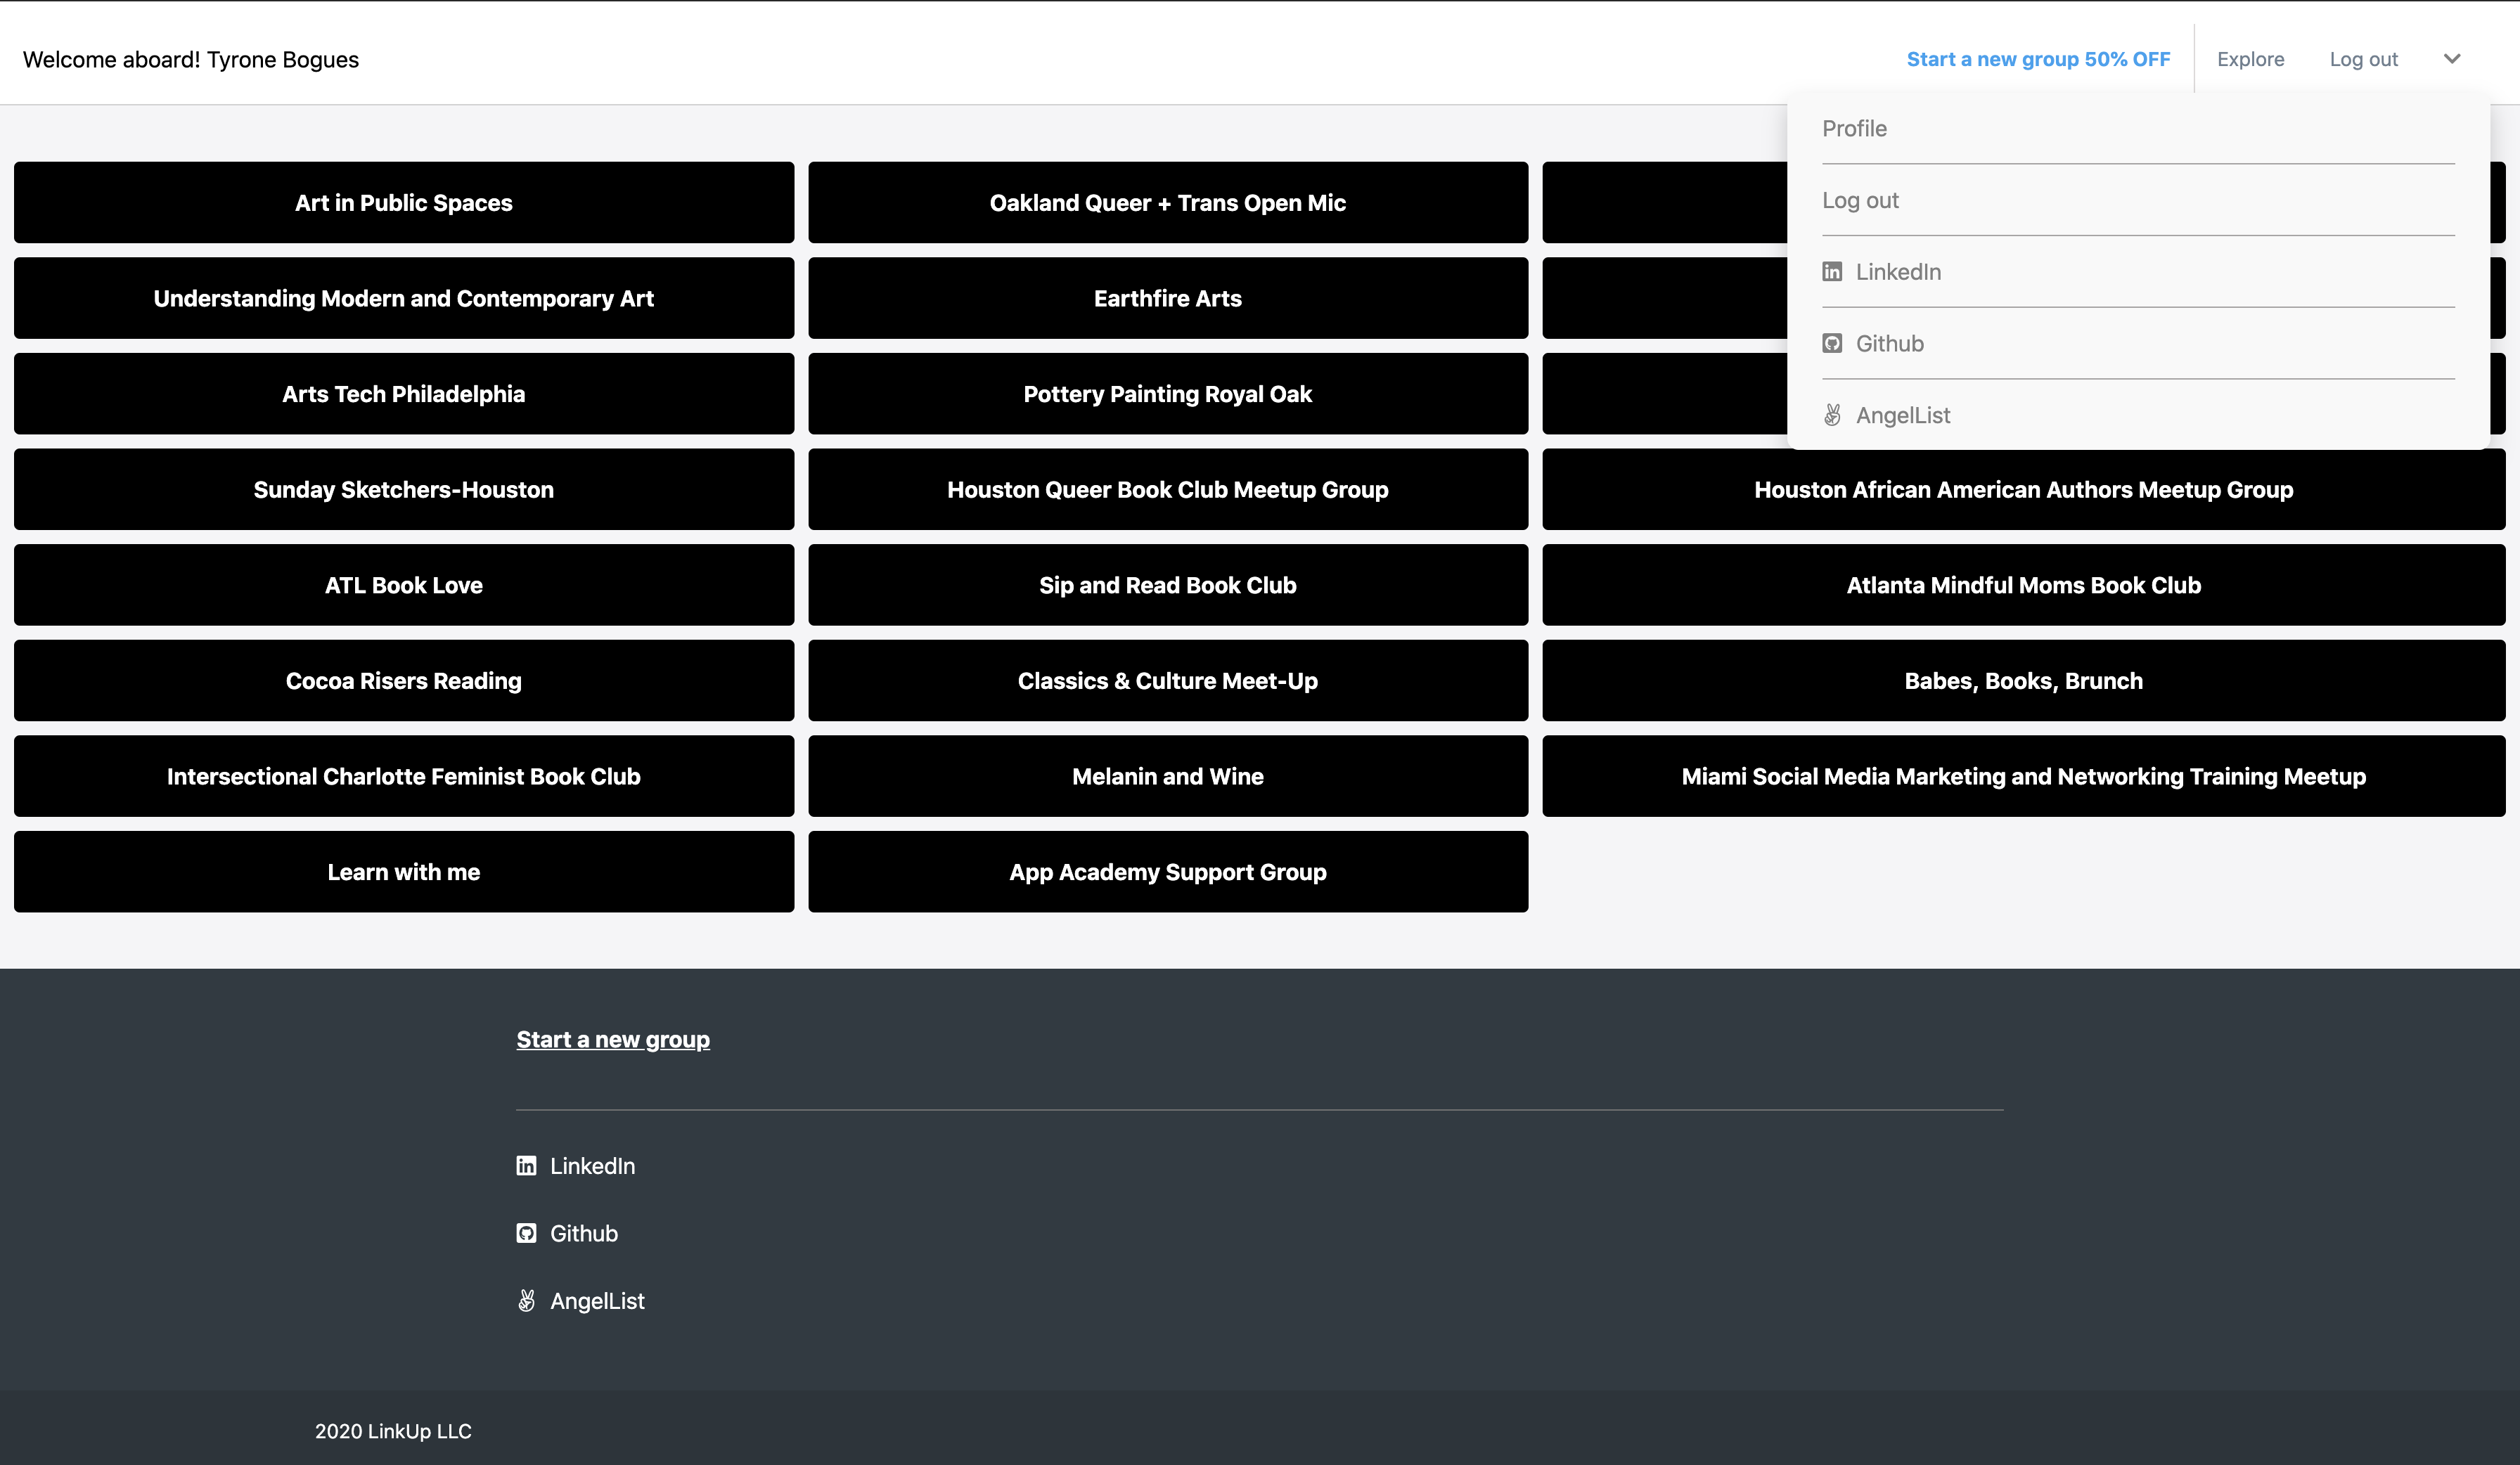 Welcome aboard! Tyrone Bogues
Start a new group 50% OFF
Explore
Log out
Profile
Log out
LinkedIn
Github
AngelList
Art in Public Spaces
Oakland Queer + Trans Open Mic
Understanding Modern and Contemporary Art
Earthfire Arts
Arts Tech Philadelphia
Pottery Painting Royal Oak
Sunday Sketchers-Houston
Houston Queer Book Club Meetup Group
Houston African American Authors Meetup Group
ATL Book Love
Sip and Read Book Club
Atlanta Mindful Moms Book Club
Cocoa Risers Reading
Classics & Culture Meet-Up
Babes, Books, Brunch
Intersectional Charlotte Feminist Book Club
Melanin and Wine
Miami Social Media Marketing and Networking Training Meetup
Learn with me
App Academy Support Group
Start a new group
LinkedIn
Github
AngelList
2020 LinkUp LLC